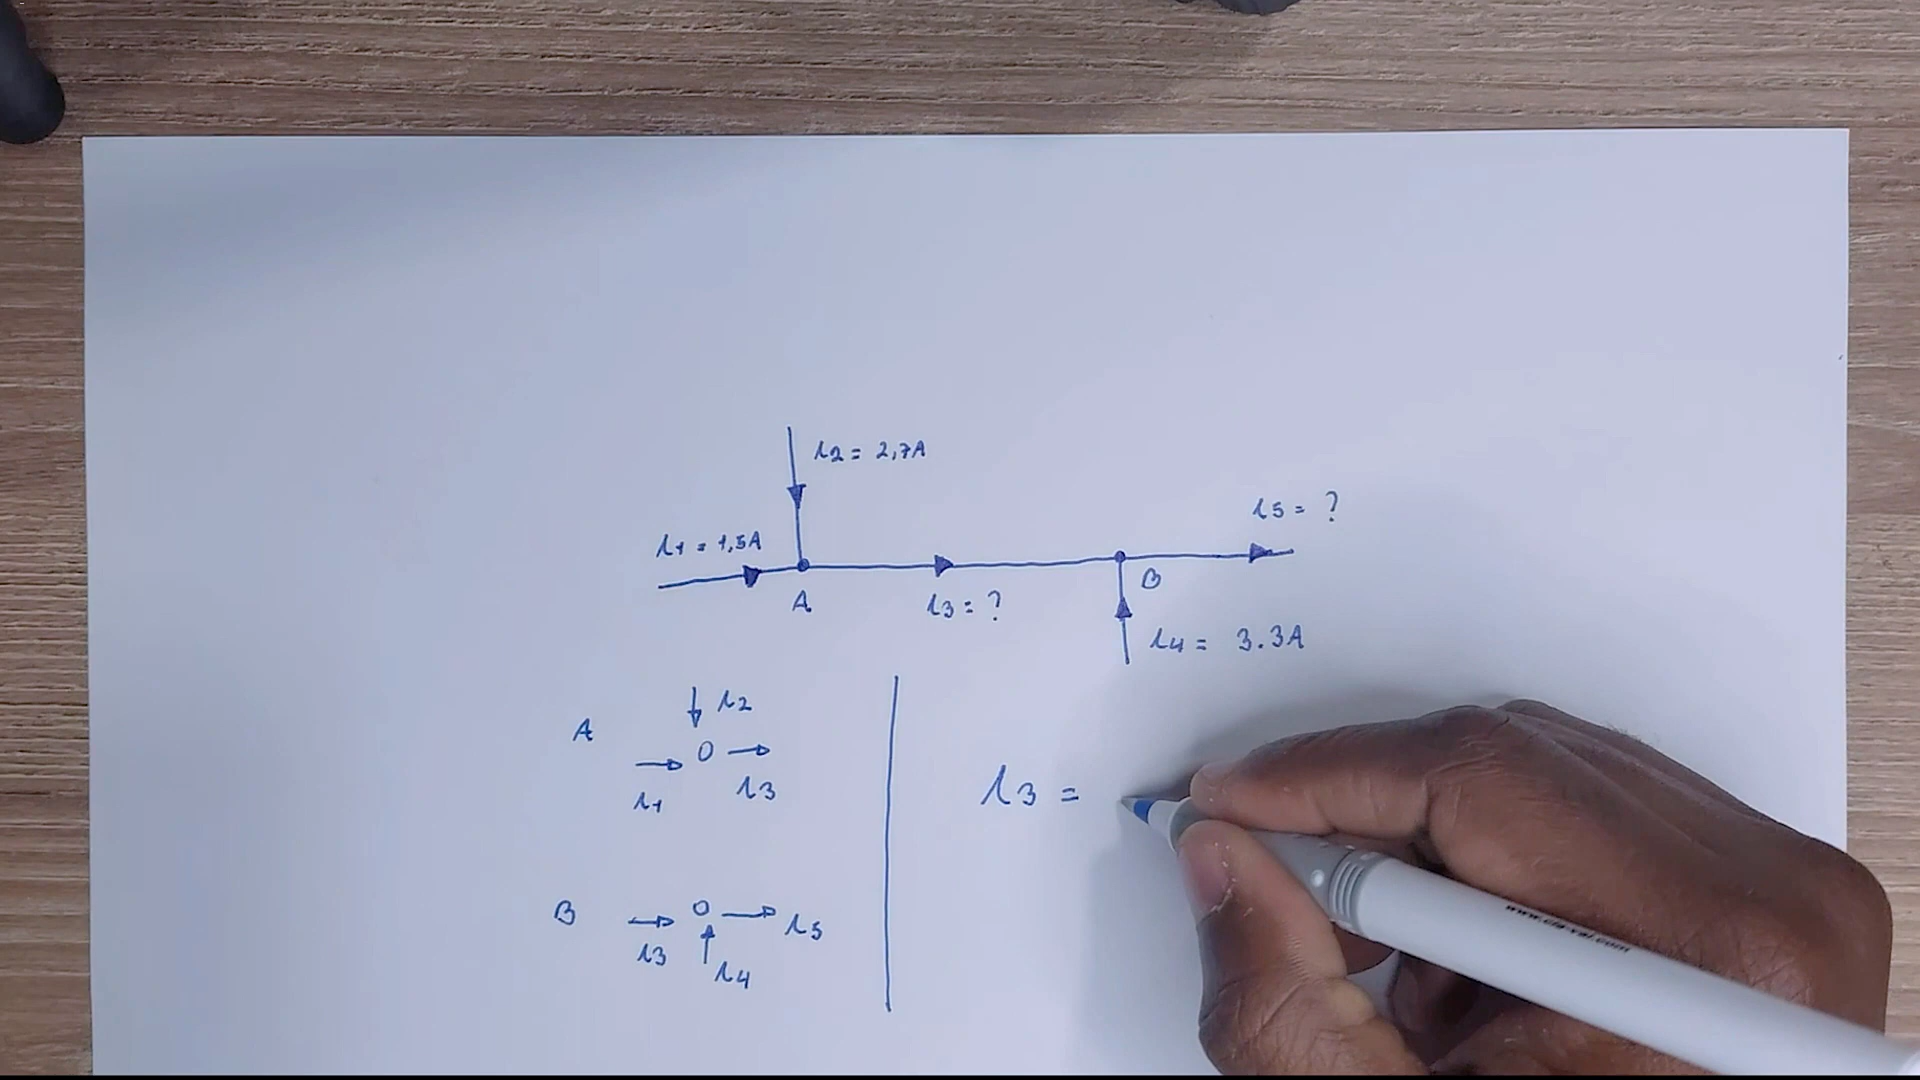 i2 = 2,7A
i5 = ?
i1 = 1,5A
A
B
i3 = ?
i4 = 3.3A
A
i2
i1
i3
i3 =
B
i5
i3
i4